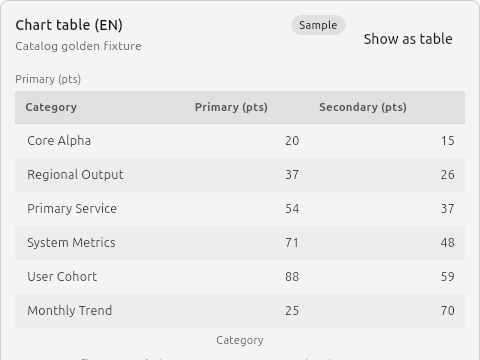 Chart table (EN)
Sample
Show as table
Catalog golden fixture
Primary (pts)
Category Primary (pts) Secondary (pts)
Core Alpha 20 15
Regional Output 37 26
Primary Service 54 37
System Metrics 71 48
User Cohort 88 59
Monthly Trend 25 70
Category